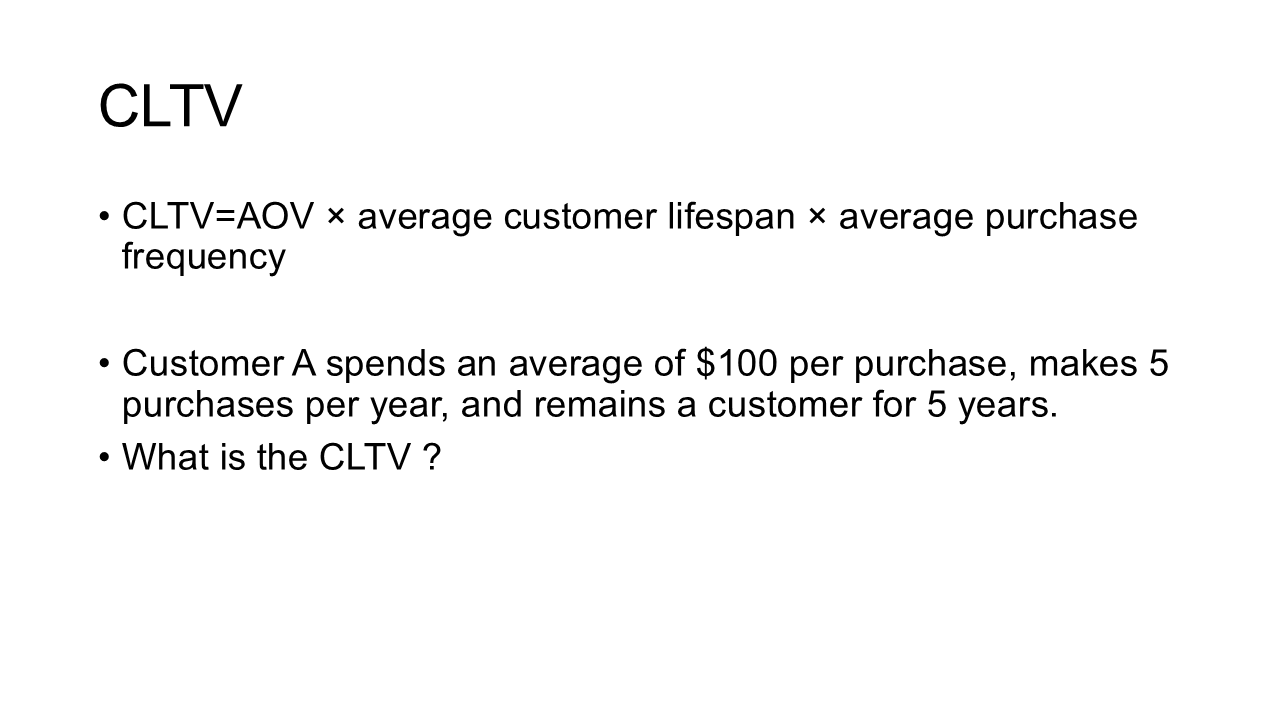 CLTV
• CLTV=AOV × average customer lifespan × average purchase
frequency
• Customer A spends an average of $100 per purchase, makes 5
purchases per year, and remains a customer for 5 years.
• What is the CLTV ?